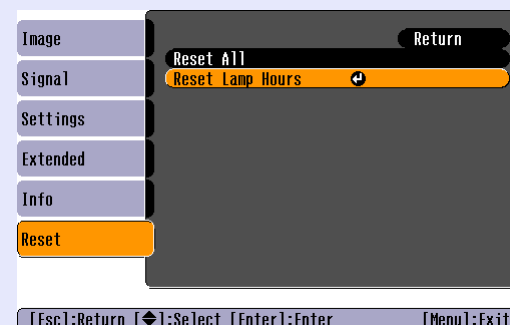 Image
Signal
Settings
Extended
Info
Reset
Return
Reset All
Reset Lamp Hours
[Esc]:Return [◆]:Select [Enter]:Enter [Menu]:Exit